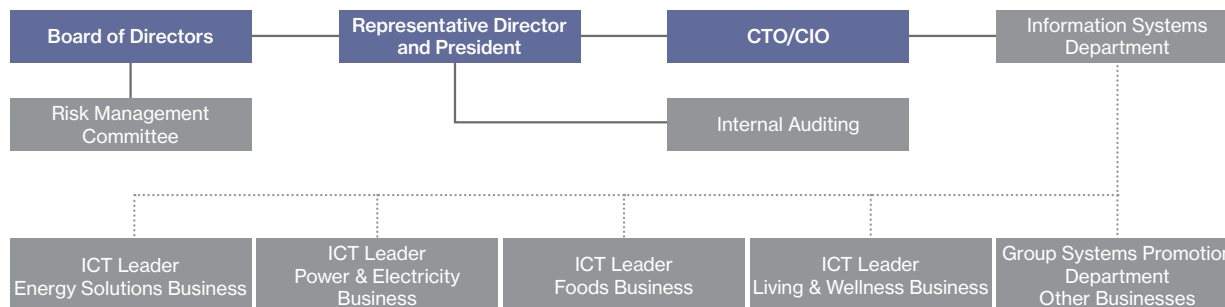 Board of Directors
Representative Director
and President
CTO/CIO
Information Systems
Department
Risk Management
Committee
Internal Auditing
ICT Leader
Energy Solutions Business
ICT Leader
Power & Electricity
Business
ICT Leader
Foods Business
ICT Leader
Living & Wellness Business
Group Systems Promotion
Department
Other Businesses